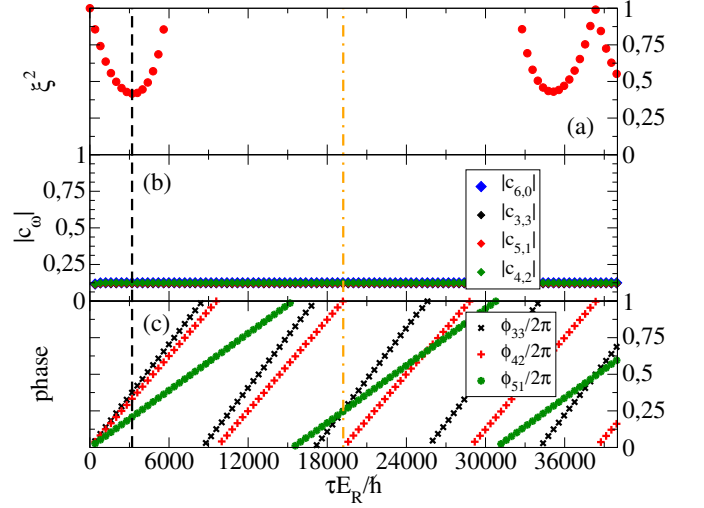 1
0,75
0,5
0,25
0
ξ²
(a)
1
0,75
0,5
0,25
0
|c_ω|
(b)
|c_{6,0}|
|c_{3,3}|
|c_{5,1}|
|c_{4,2}|
1
0,75
0,5
0,25
0
phase
(c)
ϕ_{33}/2π
ϕ_{42}/2π
ϕ_{51}/2π
0 6000 12000 18000 24000 30000 36000
τE_R/ℏ